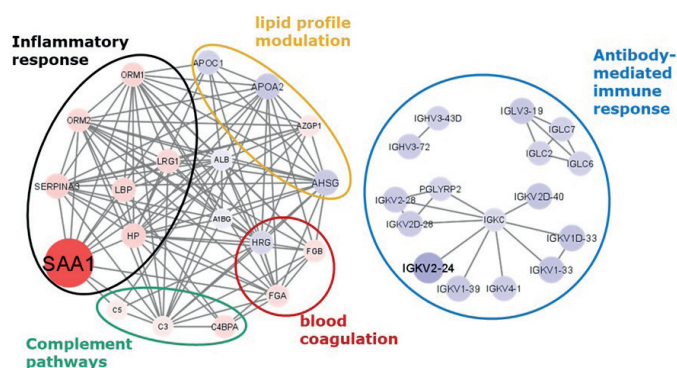 lipid profile
modulation
Inflammatory
response
Antibody-
mediated
immune
response
ORM1
APOC1
APOA2
ORM2
AZGP1
LRG1
ALB
SERPINA3
LBP
AHSG
A1BG
HP
HRG
FGB
SAA1
FGA
C5
C3
C4BPA
Complement
pathways
blood
coagulation
IGHV3-43D
IGLV3-19
IGLC7
IGHV3-72
IGLC2
IGLC6
PGLYRP2
IGKV2-28
IGKV2D-40
IGKV2D-28
IGKC
IGKV1D-33
IGKV2-24
IGKV1-33
IGKV1-39
IGKV4-1